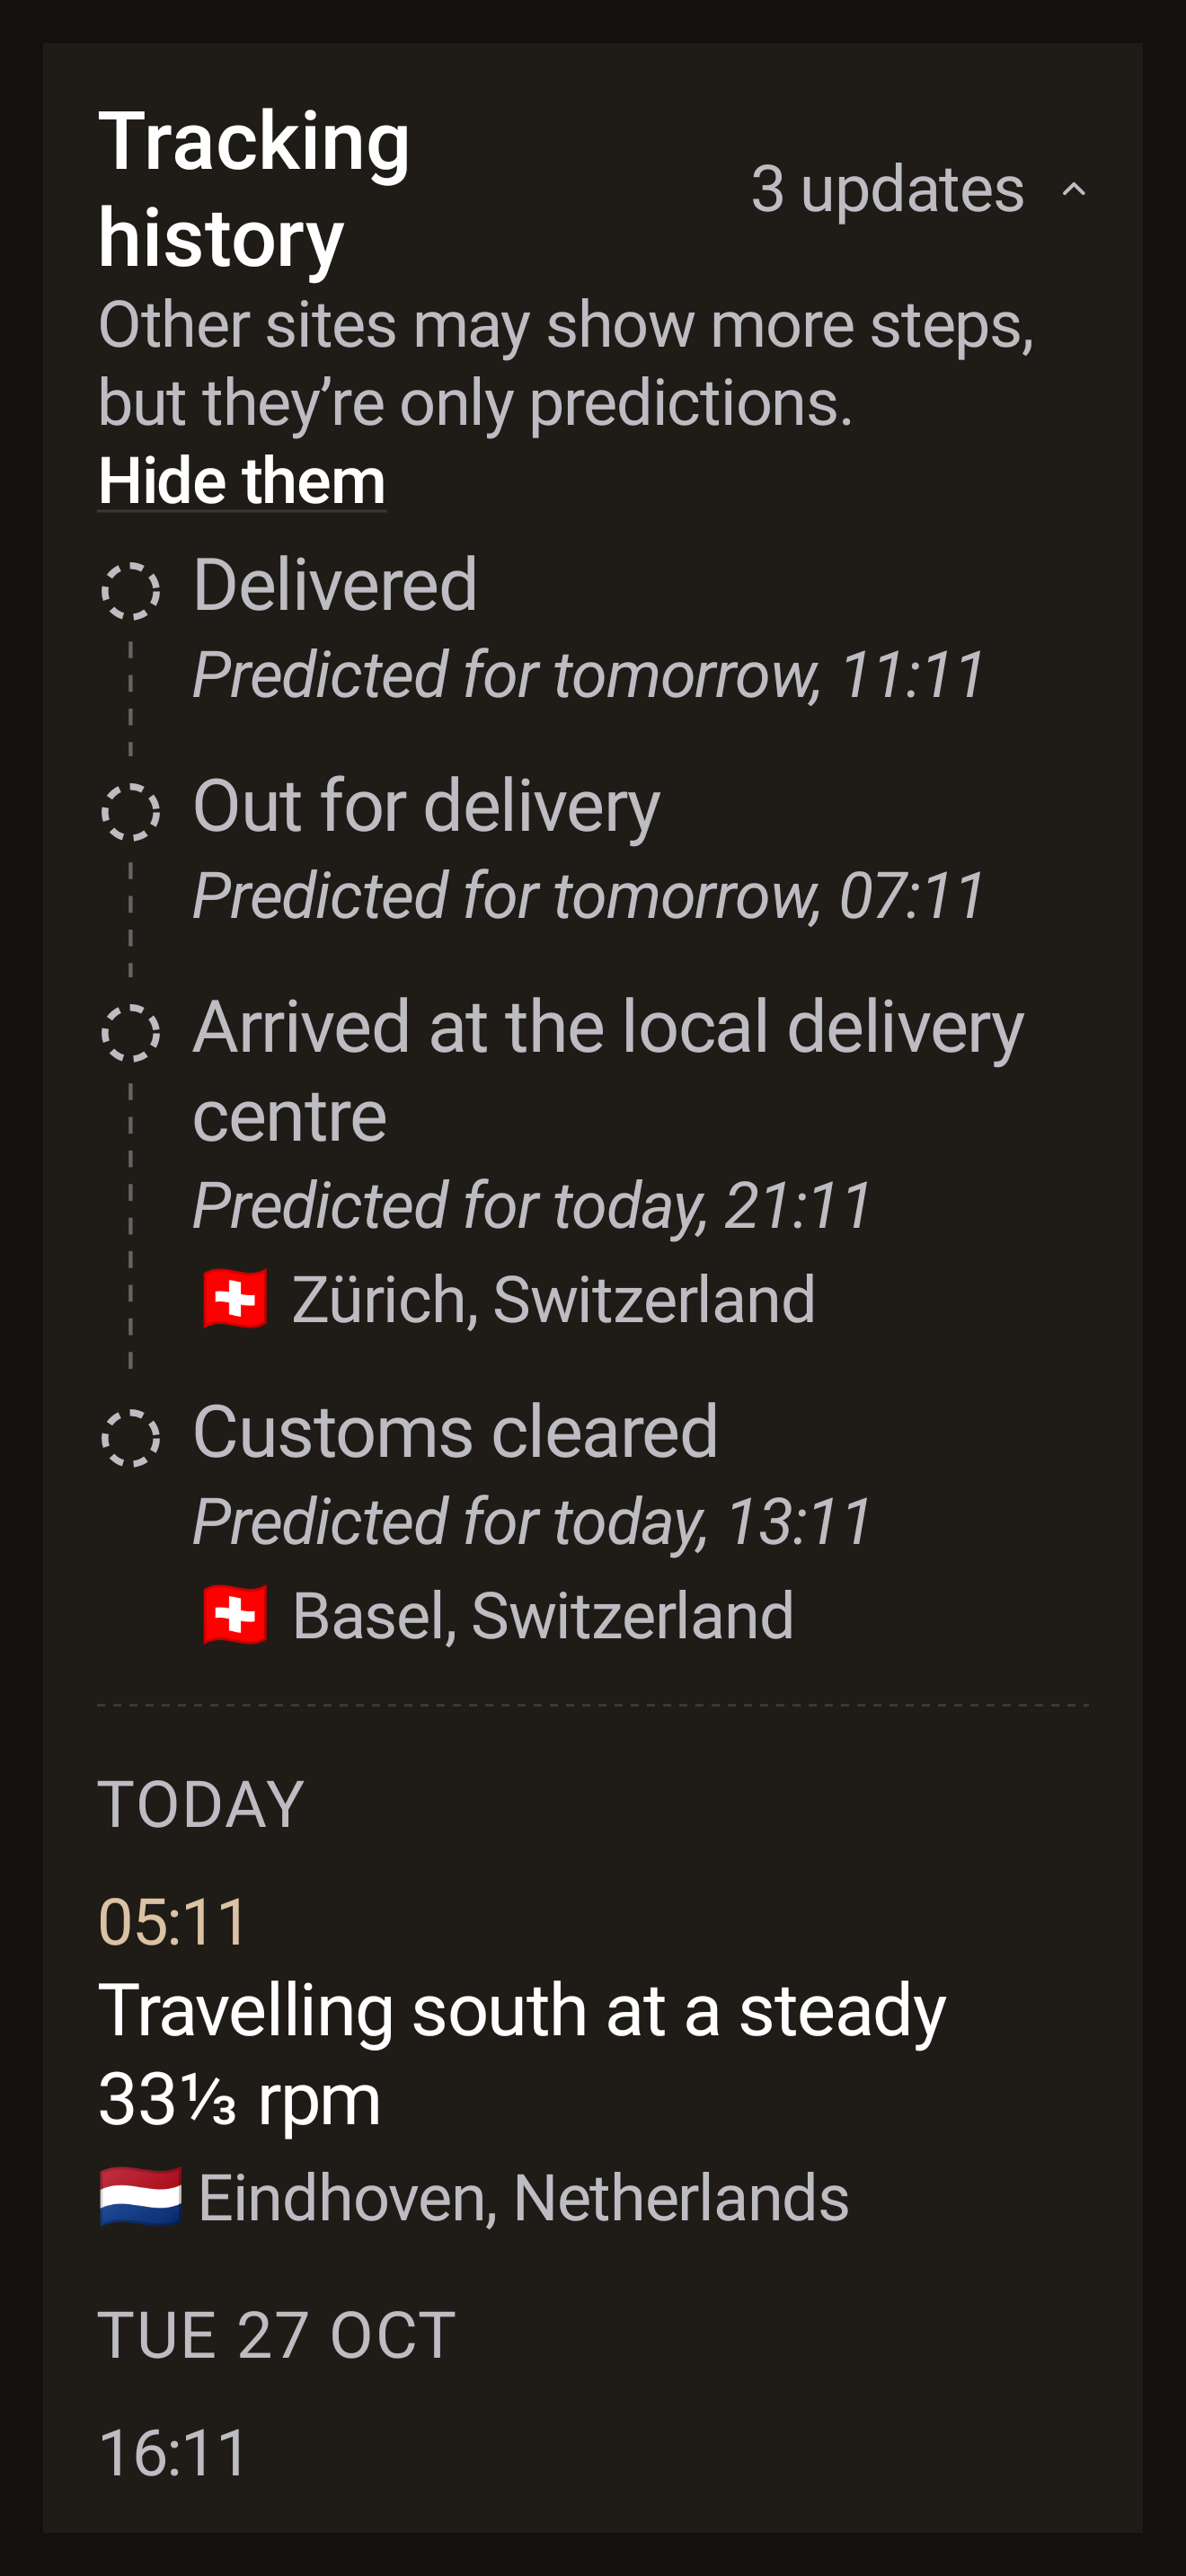 Tracking
history
3 updates
Other sites may show more steps,
but they’re only predictions.
Hide them
Delivered
Predicted for tomorrow, 11:11
Out for delivery
Predicted for tomorrow, 07:11
Arrived at the local delivery
centre
Predicted for today, 21:11
🇨🇭 Zürich, Switzerland
Customs cleared
Predicted for today, 13:11
🇨🇭 Basel, Switzerland
TODAY
05:11
Travelling south at a steady
33⅓ rpm
🇳🇱 Eindhoven, Netherlands
TUE 27 OCT
16:11